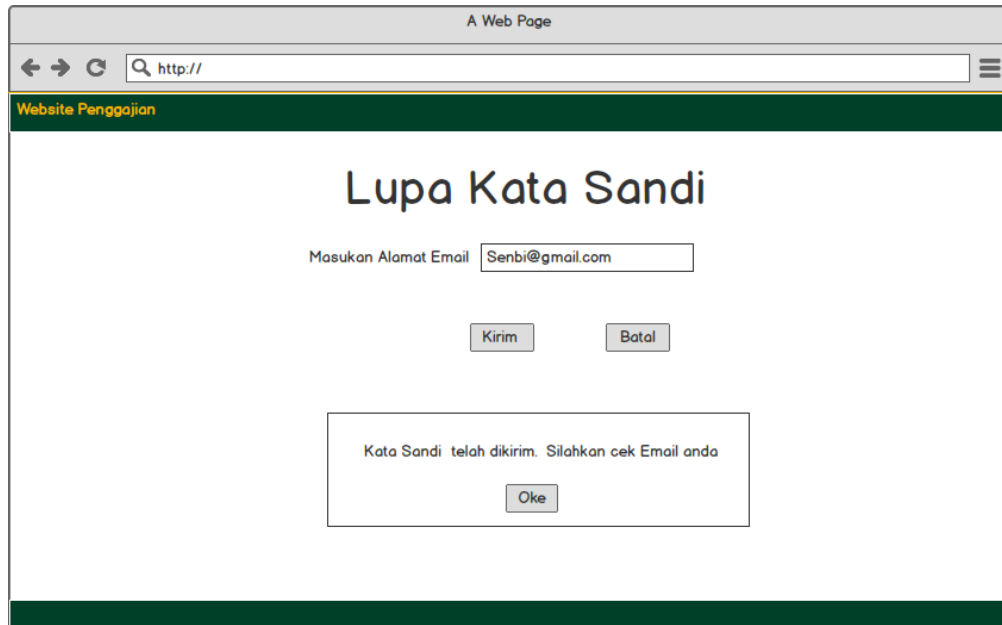 A Web Page
http://
Website Penggajian
Lupa Kata Sandi
Masukan Alamat Email Senbi@gmail.com
Kirim Batal
Kata Sandi telah dikirim. Silahkan cek Email anda
Oke